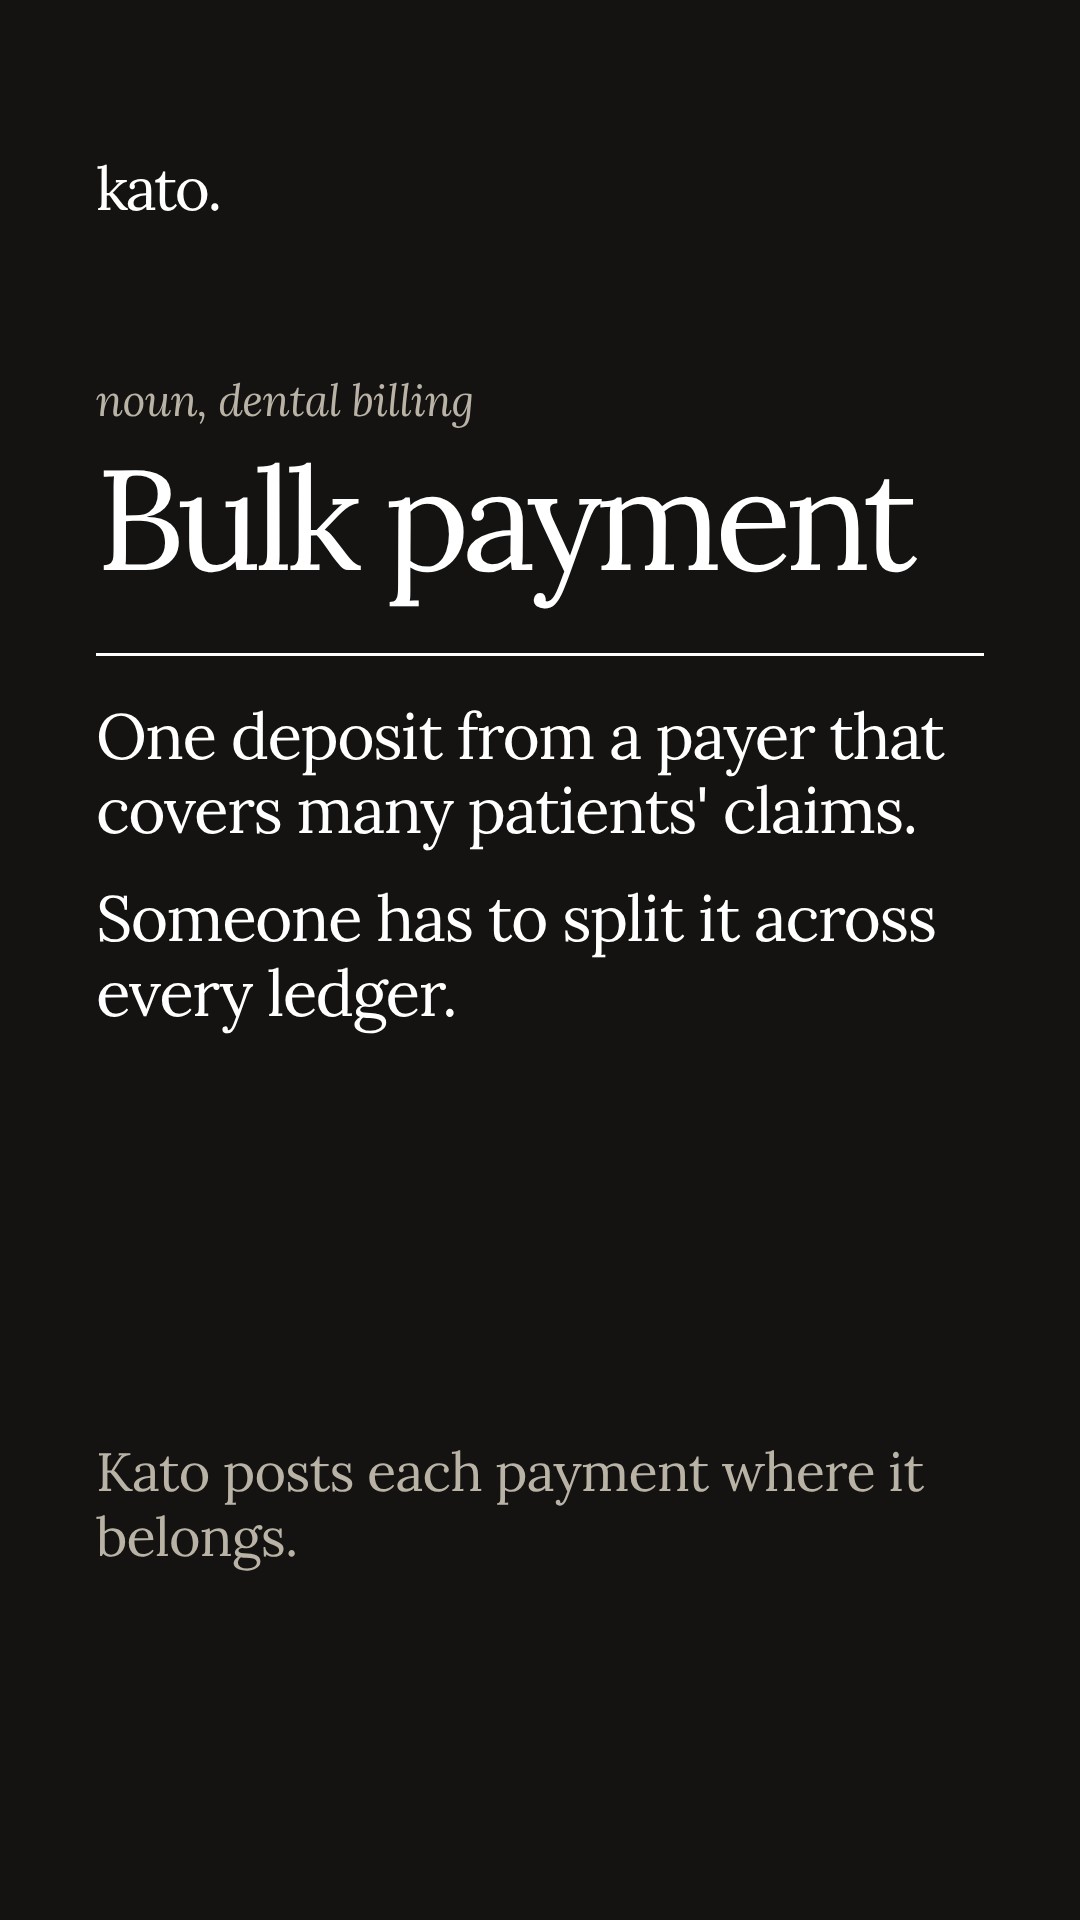 kato.
noun, dental billing
Bulk payment
One deposit from a payer that
covers many patients' claims.
Someone has to split it across
every ledger.
Kato posts each payment where it
belongs.